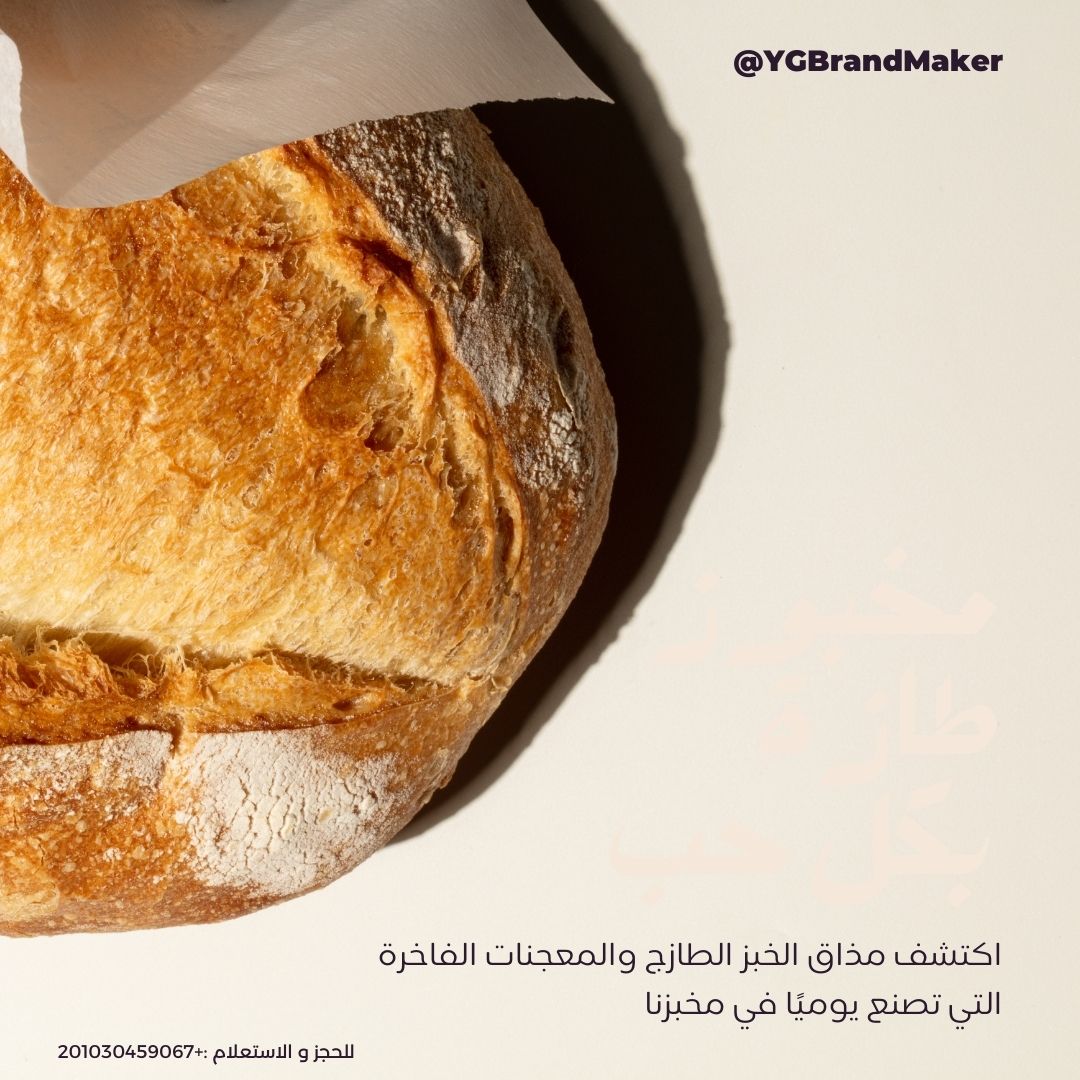 @YGBrandMaker
مخبوز
طازة
بكل حب
اكتشف مذاق الخبز الطازج والمعجنات الفاخرة
التي تصنع يوميًا في مخبزنا
للحجز و الاستعلام :+201030459067